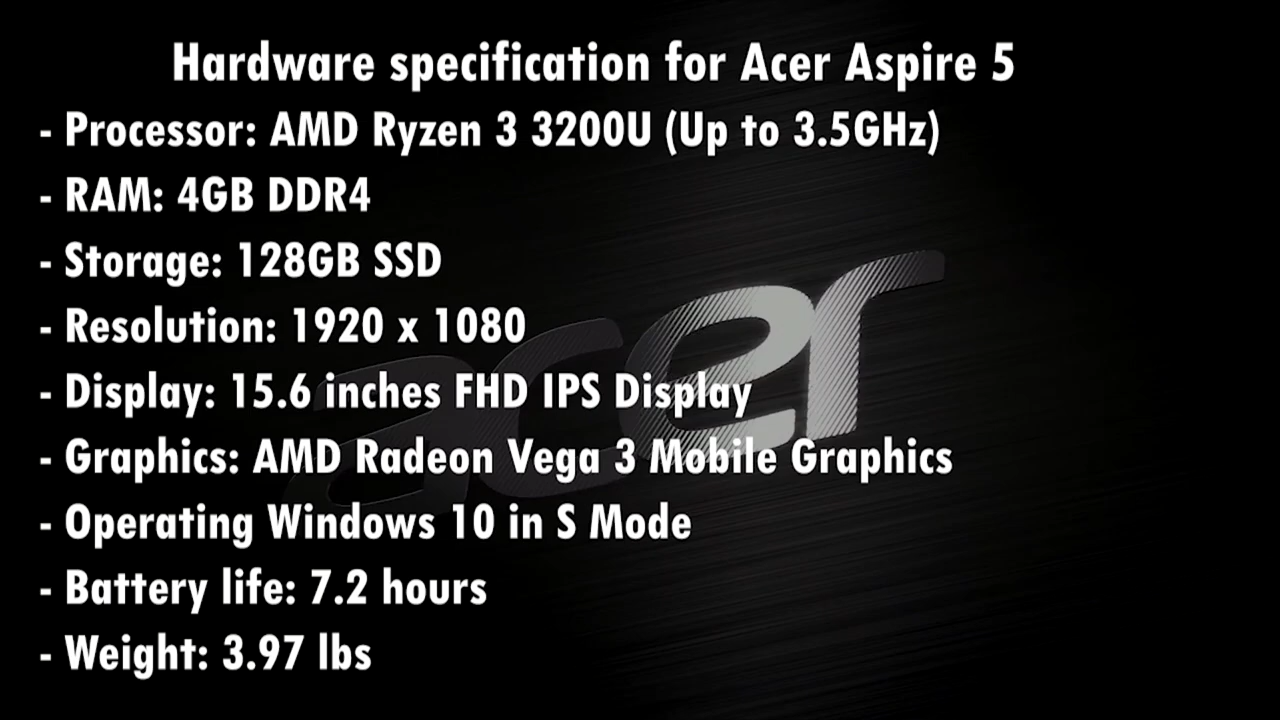 Hardware specification for Acer Aspire 5
- Processor: AMD Ryzen 3 3200U (Up to 3.5GHz)
- RAM: 4GB DDR4
- Storage: 128GB SSD
- Resolution: 1920 x 1080
- Display: 15.6 inches FHD IPS Display
- Graphics: AMD Radeon Vega 3 Mobile Graphics
- Operating Windows 10 in S Mode
- Battery life: 7.2 hours
- Weight: 3.97 lbs
acer